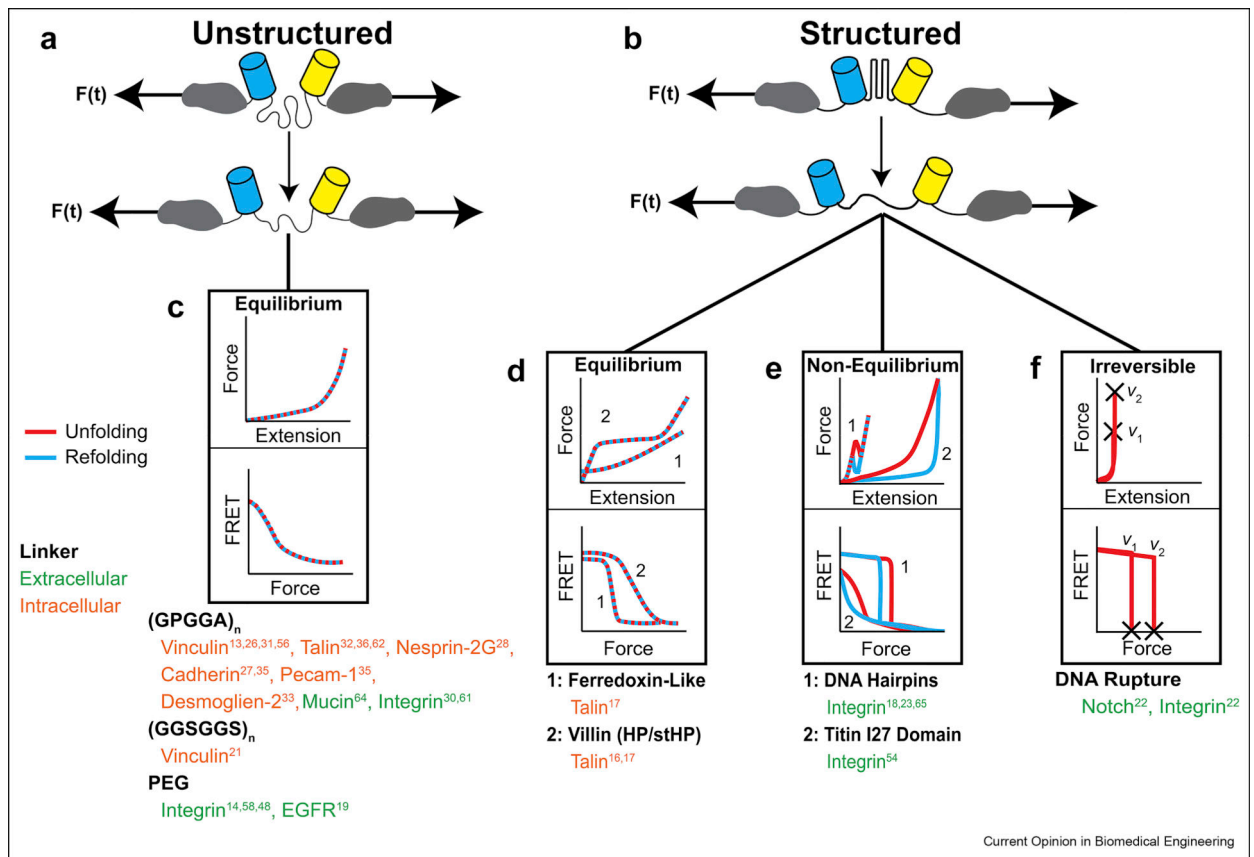 a
Unstructured
F(t)
F(t)
b
Structured
F(t)
F(t)
Unfolding
Refolding
Linker
Extracellular
Intracellular
c
Equilibrium
Force
Extension
FRET
Force
(GPGGA)n
Vinculin13,26,31,56, Talin32,36,62, Nesprin-2G28,
Cadherin27,35, Pecam-135,
Desmoglien-233, Mucin64, Integrin30,61
(GGSGGS)n
Vinculin21
PEG
Integrin14,58,48, EGFR19
d
Equilibrium
Force
2
1
Extension
FRET
2
1
Force
1: Ferredoxin-Like
Talin17
2: Villin (HP/stHP)
Talin16,17
e
Non-Equilibrium
Force
1
2
Extension
FRET
1
2
Force
1: DNA Hairpins
Integrin18,23,65
2: Titin I27 Domain
Integrin54
f
Irreversible
Force
v2
v1
Extension
FRET
v1 v2
Force
DNA Rupture
Notch22, Integrin22
Current Opinion in Biomedical Engineering